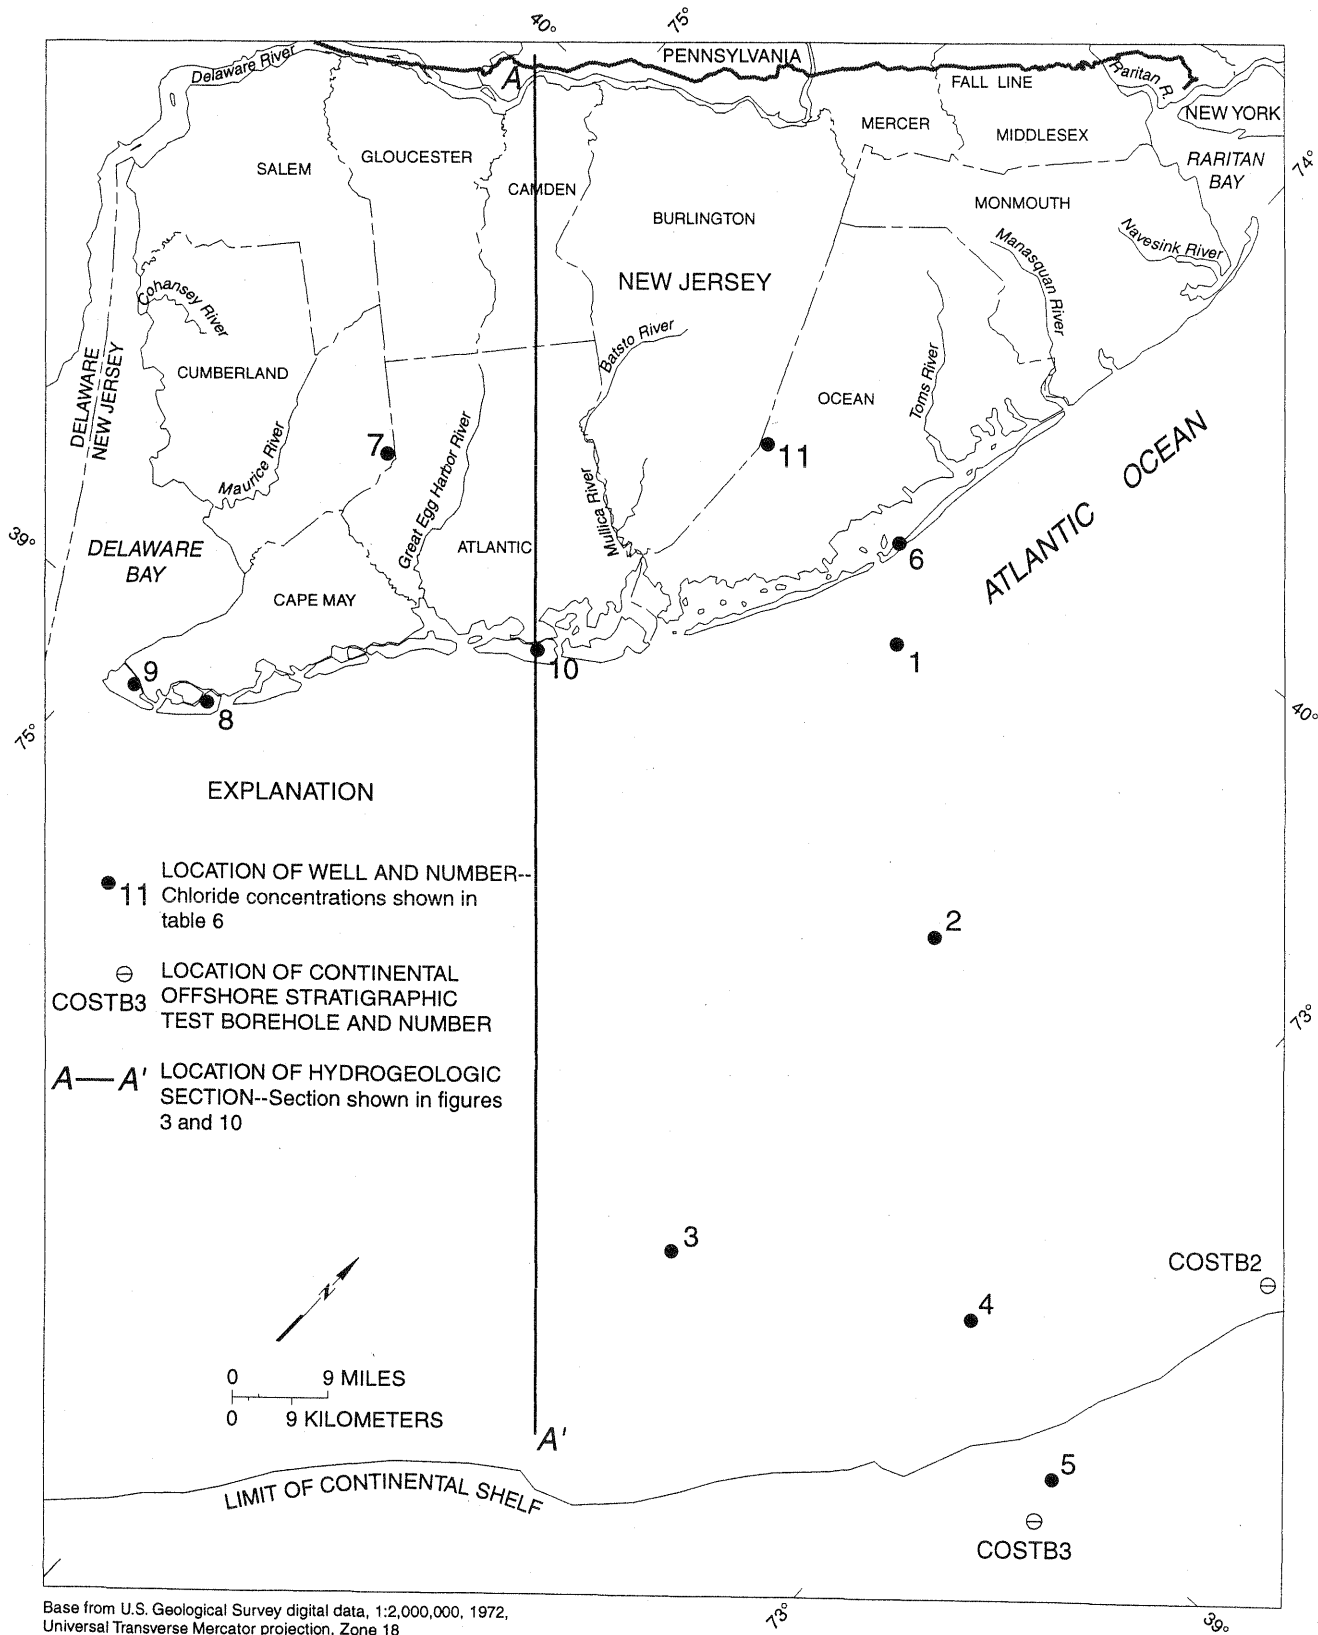 40°
75°
Delaware River
A
PENNSYLVANIA
FALL LINE
Raritan R.
NEW YORK
MERCER
MIDDLESEX
RARITAN
BAY
74°
SALEM
GLOUCESTER
CAMDEN
BURLINGTON
MONMOUTH
Navesink River
Manasquan River
NEW JERSEY
Cohansey River
Batsto River
Toms River
DELAWARE
NEW JERSEY
CUMBERLAND
OCEAN
Maurice River
7
Great Egg Harbor River
Mullica River
11
ATLANTIC OCEAN
39°
DELAWARE
BAY
ATLANTIC
6
CAPE MAY
9
10
1
8
75°
40°
EXPLANATION
11
LOCATION OF WELL AND NUMBER--
Chloride concentrations shown in
table 6
2
COSTB3
LOCATION OF CONTINENTAL
OFFSHORE STRATIGRAPHIC
TEST BOREHOLE AND NUMBER
73°
A—A'
LOCATION OF HYDROGEOLOGIC
SECTION--Section shown in figures
3 and 10
3
COSTB2
N
4
0 9 MILES
0 9 KILOMETERS
A'
5
LIMIT OF CONTINENTAL SHELF
COSTB3
Base from U.S. Geological Survey digital data, 1:2,000,000, 1972,
Universal Transverse Mercator projection, Zone 18
73°
39°